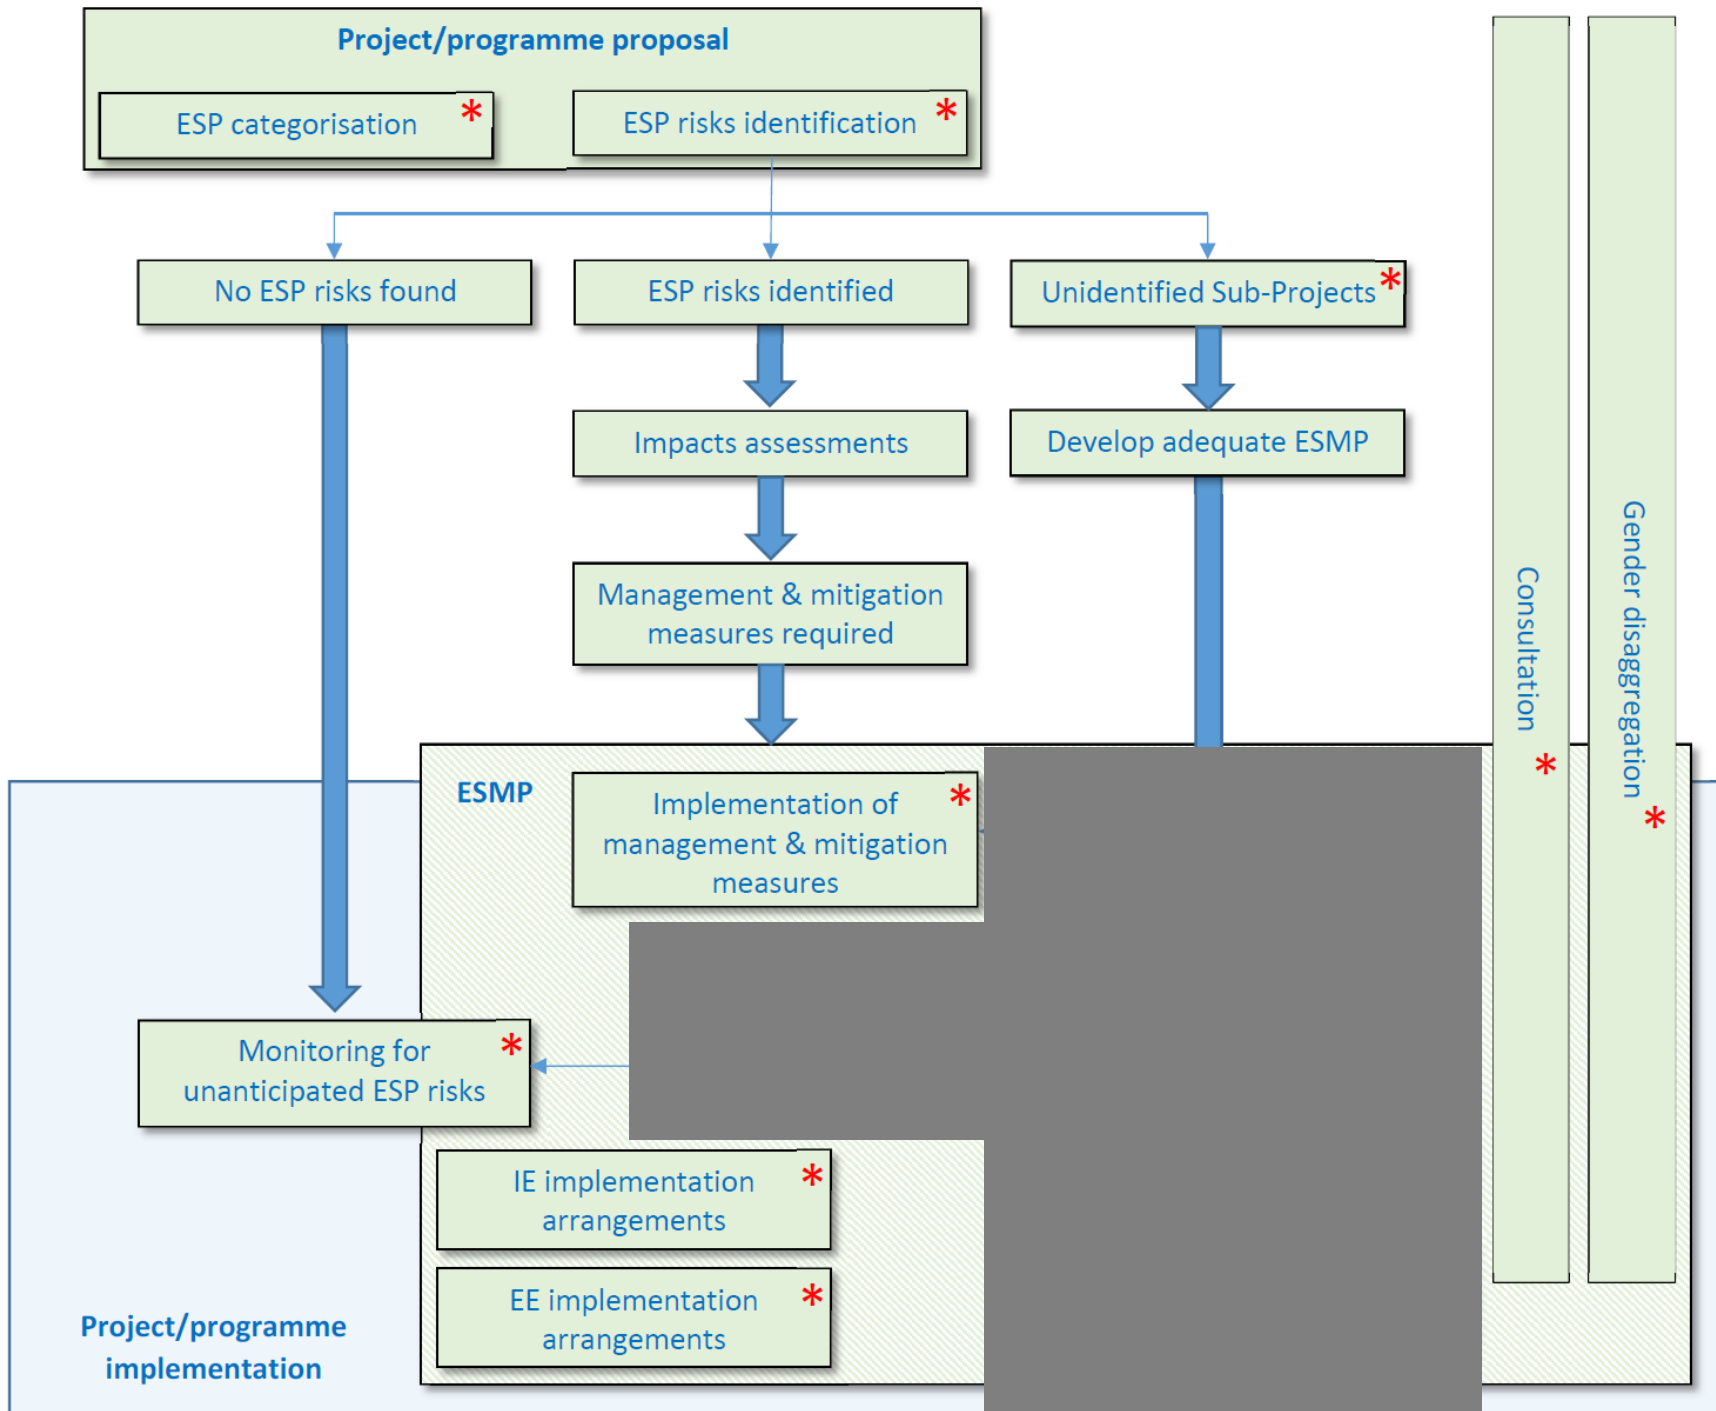 Project/programme proposal
ESP categorisation *
ESP risks identification *
No ESP risks found
ESP risks identified
Unidentified Sub-Projects *
Impacts assessments
Develop adequate ESMP
Management & mitigation
measures required
Consultation *
Gender disaggregation *
ESMP
Implementation of *
management & mitigation
measures
Monitoring for *
unanticipated ESP risks
IE implementation *
arrangements
EE implementation *
arrangements
Project/programme
implementation